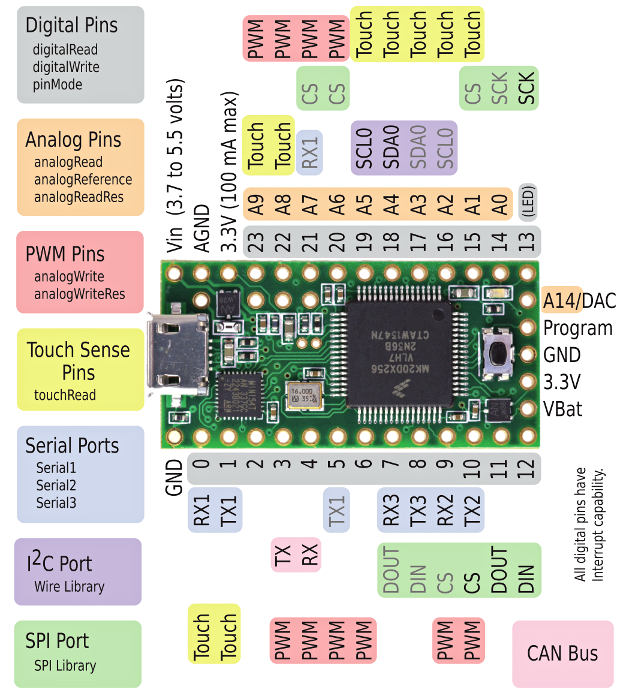 Digital Pins
digitalRead
digitalWrite
pinMode
Analog Pins
analogRead
analogReference
analogReadRes
PWM Pins
analogWrite
analogWriteRes
Touch Sense
Pins
touchRead
Serial Ports
Serial1
Serial2
Serial3
I2C Port
Wire Library
SPI Port
SPI Library
PWM PWM PWM PWM Touch Touch Touch Touch Touch
CS CS CS SCK SCK
Touch Touch RX1 SCL0 SDA0 SDA0 SCL0
Vin (3.7 to 5.5 volts)
AGND
3.3V (100 mA max)
A9 A8 A7 A6 A5 A4 A3 A2 A1 A0 (LED)
23 22 21 20 19 18 17 16 15 14 13
A14/DAC
Program
GND
3.3V
VBat
MK20DX256
VLH7
2N36B
CTAW1547N
16.000
GND 0 1 2 3 4 5 6 7 8 9 10 11 12
RX1 TX1 TX1 RX3 TX3 RX2 TX2
TX RX DOUT DIN CS CS DOUT DIN
Touch Touch PWM PWM PWM PWM PWM PWM
All digital pins have
Interrupt capability.
CAN Bus